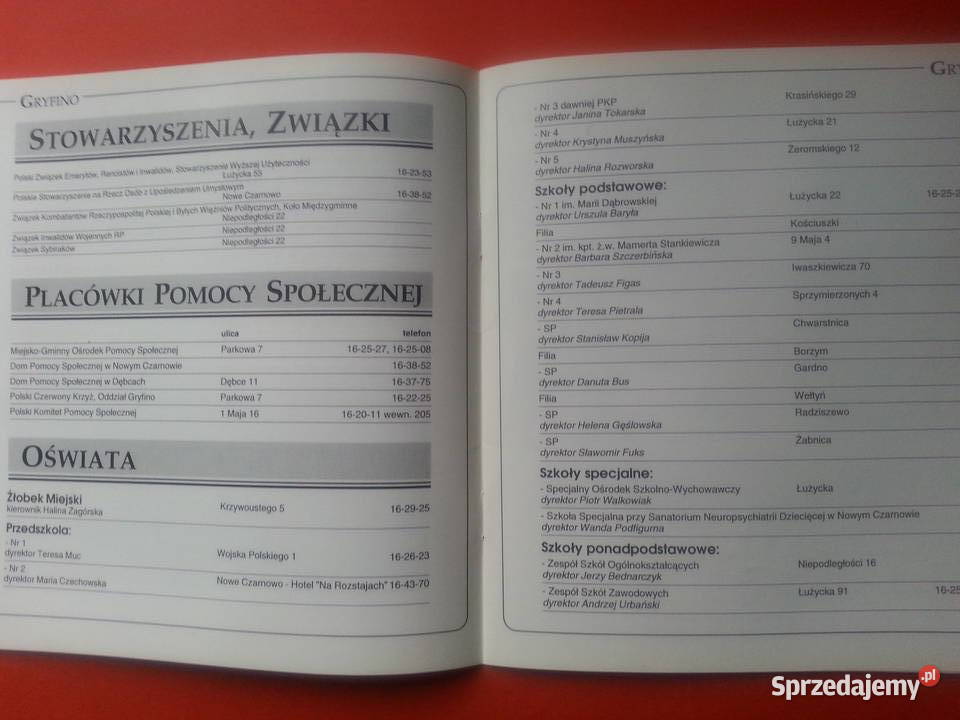 GRYFINO
STOWARZYSZENIA, ZWIĄZKI
Polski Związek Emerytów, Rencistów i Inwalidów, Stowarzyszenie Wyższej Użyteczności
Łużycka 55 16-23-53
Polskie Stowarzyszenie na Rzecz Osób z Upośledzeniem Umysłowym
Nowe Czarnowo 16-38-52
Związek Kombatantów Rzeczypospolitej Polskiej i Byłych Więźniów Politycznych, Koło Międzygminne
Niepodległości 22
Związek Inwalidów Wojennych RP Niepodległości 22
Związek Sybiraków Niepodległości 22
PLACÓWKI POMOCY SPOŁECZNEJ
ulica telefon
Miejsko-Gminny Ośrodek Pomocy Społecznej Parkowa 7 16-25-27, 16-25-08
Dom Pomocy Społecznej w Nowym Czarnowie 16-38-52
Dom Pomocy Społecznej w Dębcach Dębce 11 16-37-75
Polski Czerwony Krzyż, Oddział Gryfino Parkowa 7 16-22-25
Polski Komitet Pomocy Społecznej 1 Maja 16 16-20-11 wewn. 205
OŚWIATA
Żłobek Miejski
kierownik Halina Zagórska Krzywoustego 5 16-29-25
Przedszkola:
- Nr 1
dyrektor Teresa Muc Wojska Polskiego 1 16-26-23
- Nr 2
dyrektor Maria Czechowska Nowe Czarnowo - Hotel "Na Rozstajach" 16-43-70
GRY
- Nr 3 dawniej PKP Krasińskiego 29
dyrektor Janina Tokarska
- Nr 4 Łużycka 21
dyrektor Krystyna Muszyńska
- Nr 5 Żeromskiego 12
dyrektor Halina Rozworska
Szkoły podstawowe:
- Nr 1 im. Marii Dąbrowskiej Łużycka 22 16-25-2
dyrektor Urszula Baryła
Filia Kościuszki
- Nr 2 im. kpt. ż.w. Mamerta Stankiewicza 9 Maja 4
dyrektor Barbara Szczerbińska
- Nr 3 Iwaszkiewicza 70
dyrektor Tadeusz Figas
- Nr 4 Sprzymierzonych 4
dyrektor Teresa Pietrala
- SP Chwarstnica
dyrektor Stanisław Kopija
Filia Borzym
- SP Gardno
dyrektor Danuta Bus
Filia Wełtyń
- SP Radziszewo
dyrektor Helena Gęślowska
- SP Żabnica
dyrektor Sławomir Fuks
Szkoły specjalne:
- Specjalny Ośrodek Szkolno-Wychowawczy Łużycka
dyrektor Piotr Walkowiak
- Szkoła Specjalna przy Sanatorium Neuropsychiatrii Dziecięcej w Nowym Czarnowie
dyrektor Wanda Podfigurna
Szkoły ponadpodstawowe:
- Zespół Szkół Ogólnokształcących Niepodległości 16
dyrektor Jerzy Bednarczyk
- Zespół Szkół Zawodowych Łużycka 91 16-25
dyrektor Andrzej Urbański
Sprzedajemy.pl